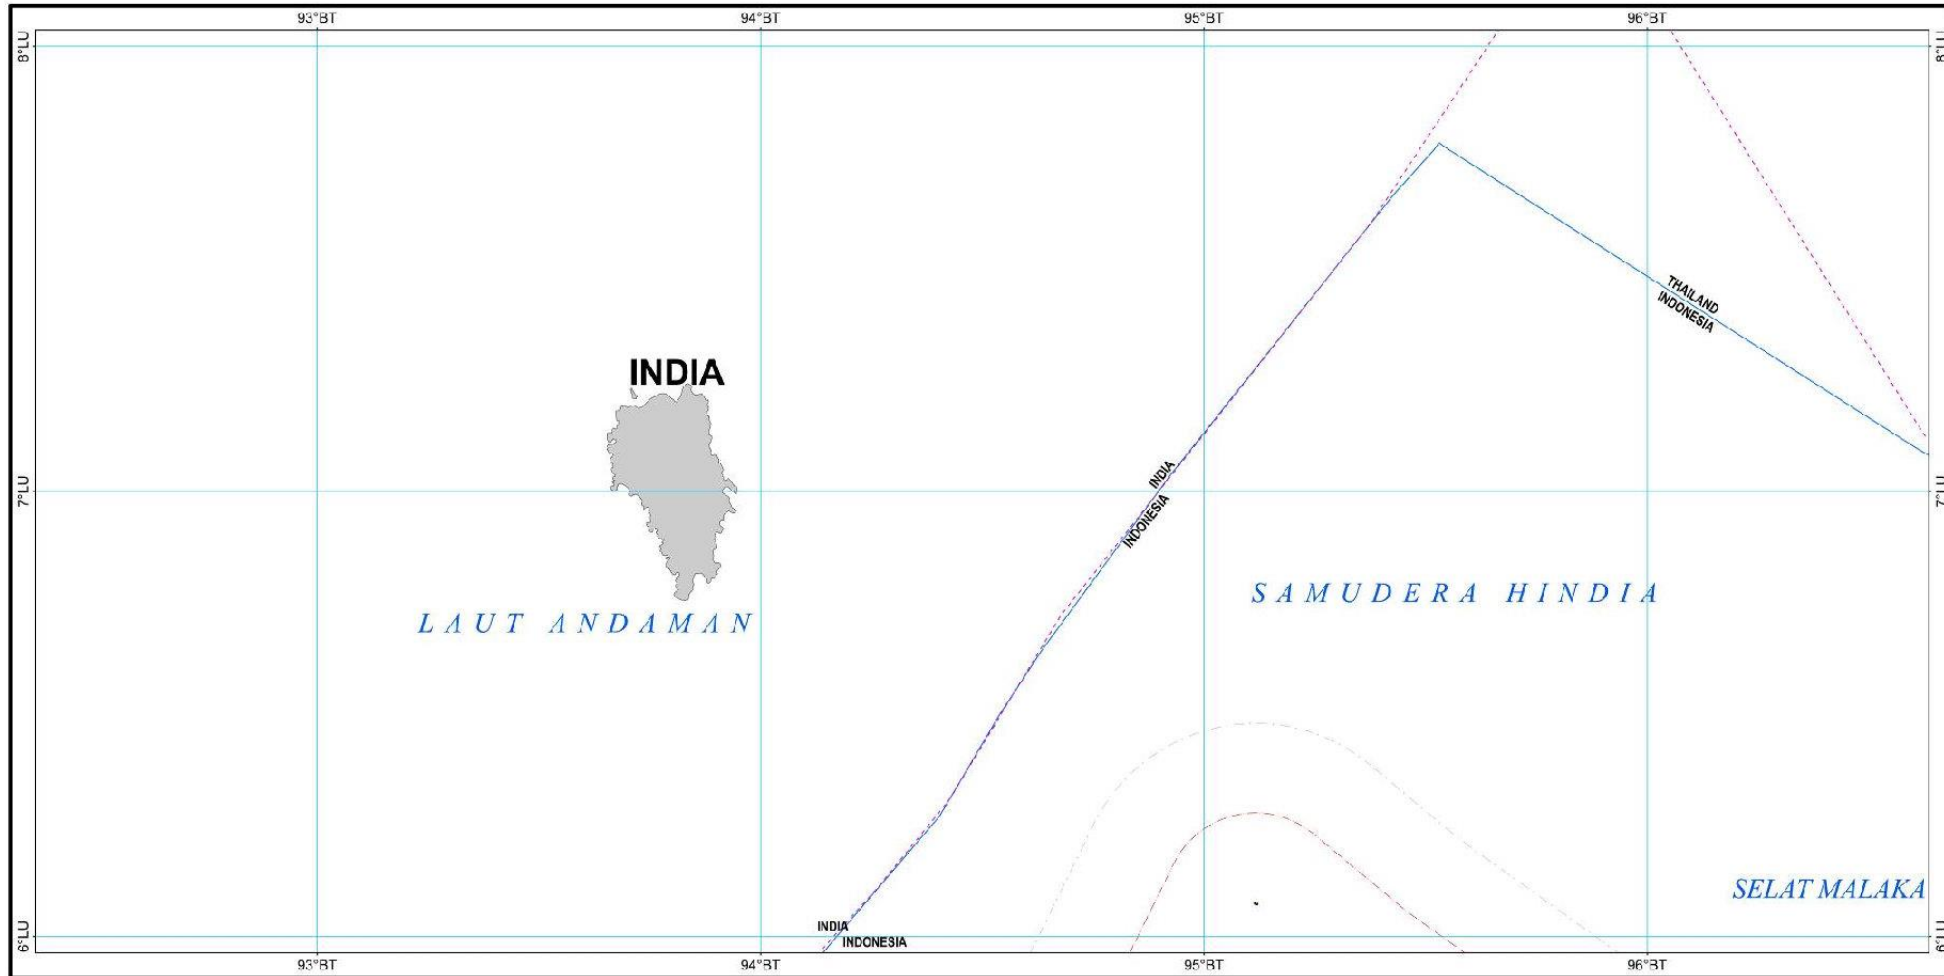 93°BT
94°BT
95°BT
96°BT
8°LU
8°LU
THAILAND
INDONESIA
INDIA
INDIA
INDONESIA
7°LU
7°LU
SAMUDERA HINDIA
LAUT ANDAMAN
SELAT MALAKA
INDIA
INDONESIA
6°LU
6°LU
93°BT
94°BT
95°BT
96°BT